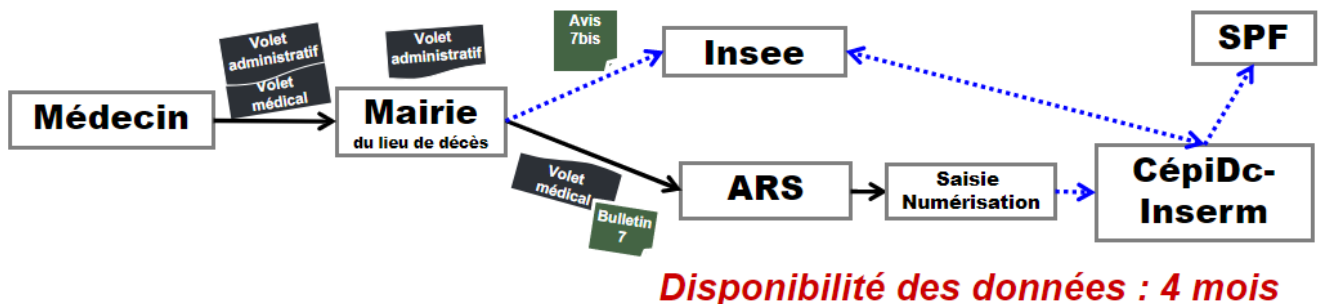 Volet
administratif
Volet
médical
Volet
administratif
Avis
7bis
Médecin
Mairie
du lieu de décès
Insee
SPF
Volet
médical
Bulletin
7
ARS
Saisie
Numérisation
CépiDc-
Inserm
Disponibilité des données : 4 mois